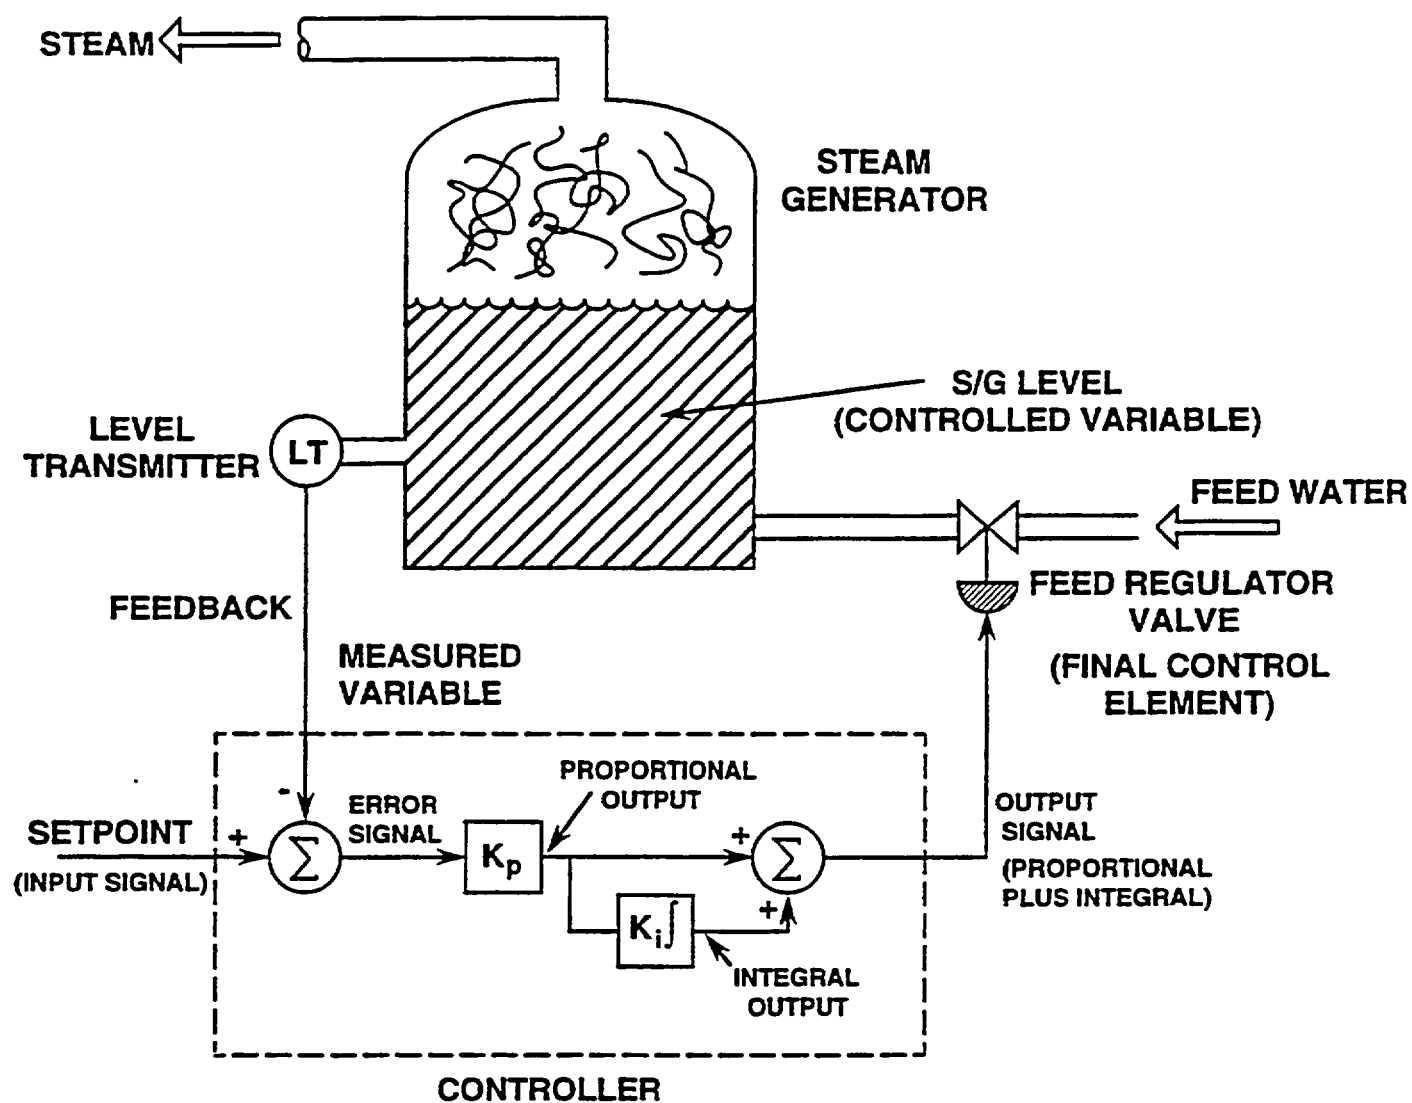 STEAM
STEAM
GENERATOR
S/G LEVEL
(CONTROLLED VARIABLE)
LEVEL
TRANSMITTER
LT
FEED WATER
FEED REGULATOR
VALVE
(FINAL CONTROL
ELEMENT)
FEEDBACK
MEASURED
VARIABLE
PROPORTIONAL
OUTPUT
-
ERROR
SIGNAL
SETPOINT
+
(INPUT SIGNAL)
Σ
Kp
+
Σ
+
Ki∫
INTEGRAL
OUTPUT
OUTPUT
SIGNAL
(PROPORTIONAL
PLUS INTEGRAL)
CONTROLLER